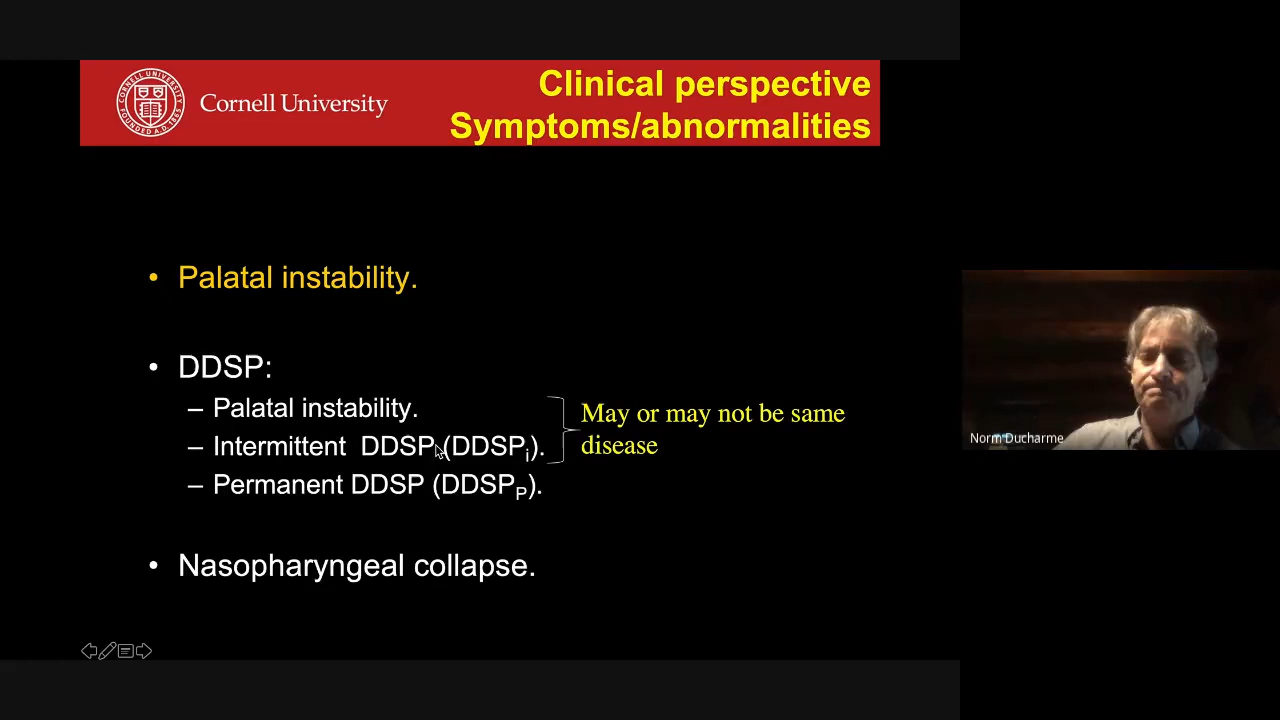 Cornell University
Clinical perspective
Symptoms/abnormalities
• Palatal instability.
• DDSP:
– Palatal instability.
– Intermittent DDSP (DDSPi).
– Permanent DDSP (DDSPP).
May or may not be same
disease
• Nasopharyngeal collapse.
Norm Ducharme